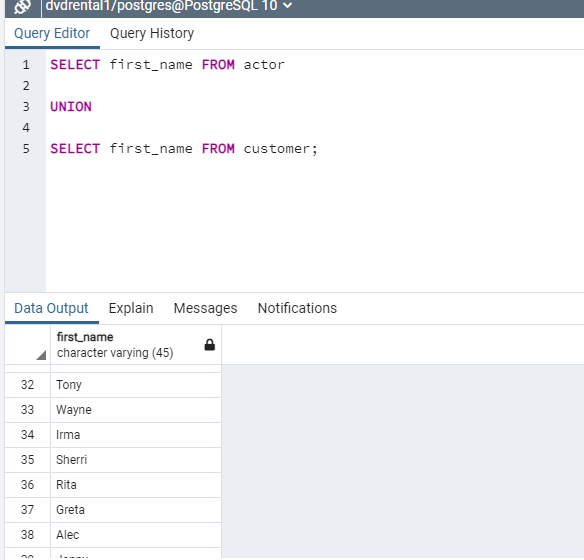 dvdrental1/postgres@PostgreSQL 10
Query Editor Query History
1 SELECT first_name FROM actor
2
3 UNION
4
5 SELECT first_name FROM customer;
Data Output Explain Messages Notifications
first_name
character varying (45)
32 Tony
33 Wayne
34 Irma
35 Sherri
36 Rita
37 Greta
38 Alec